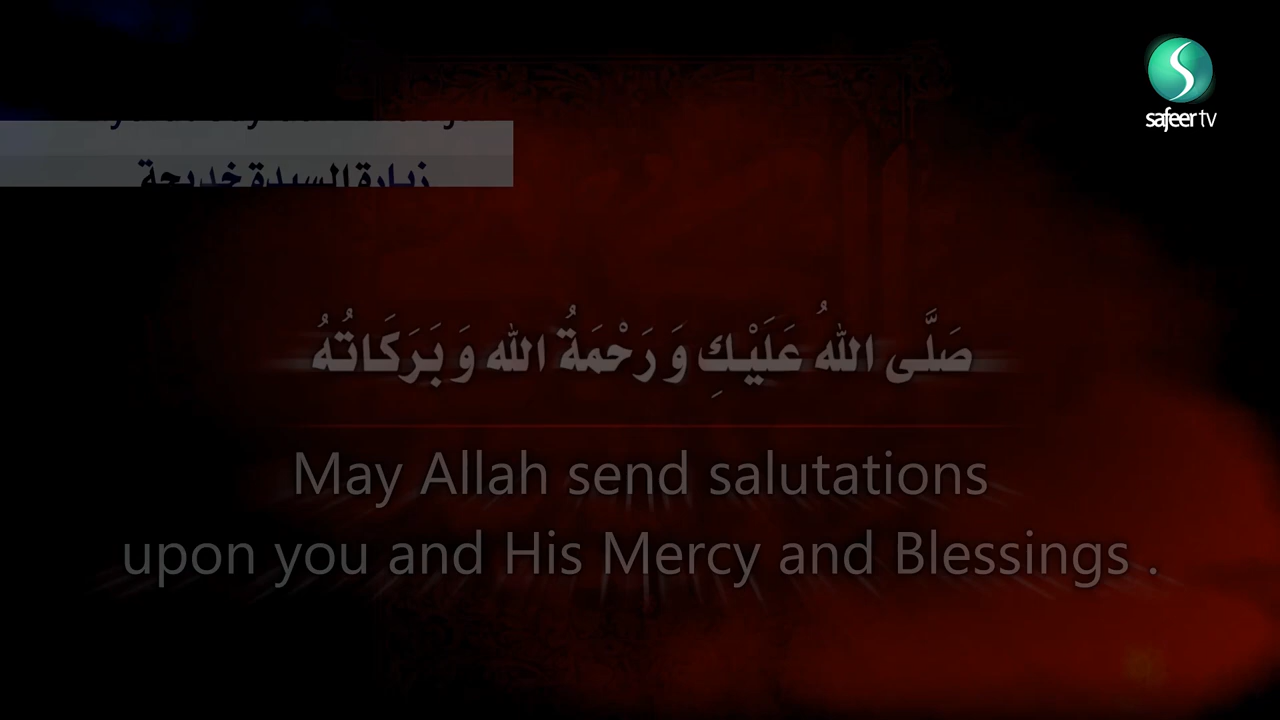 safeer tv
زيارة السيدة خديجة
صَلَّى اللهُ عَلَيْكِ وَ رَحْمَةُ الله وَ بَرَكَاتُهُ
May Allah send salutations
upon you and His Mercy and Blessings .